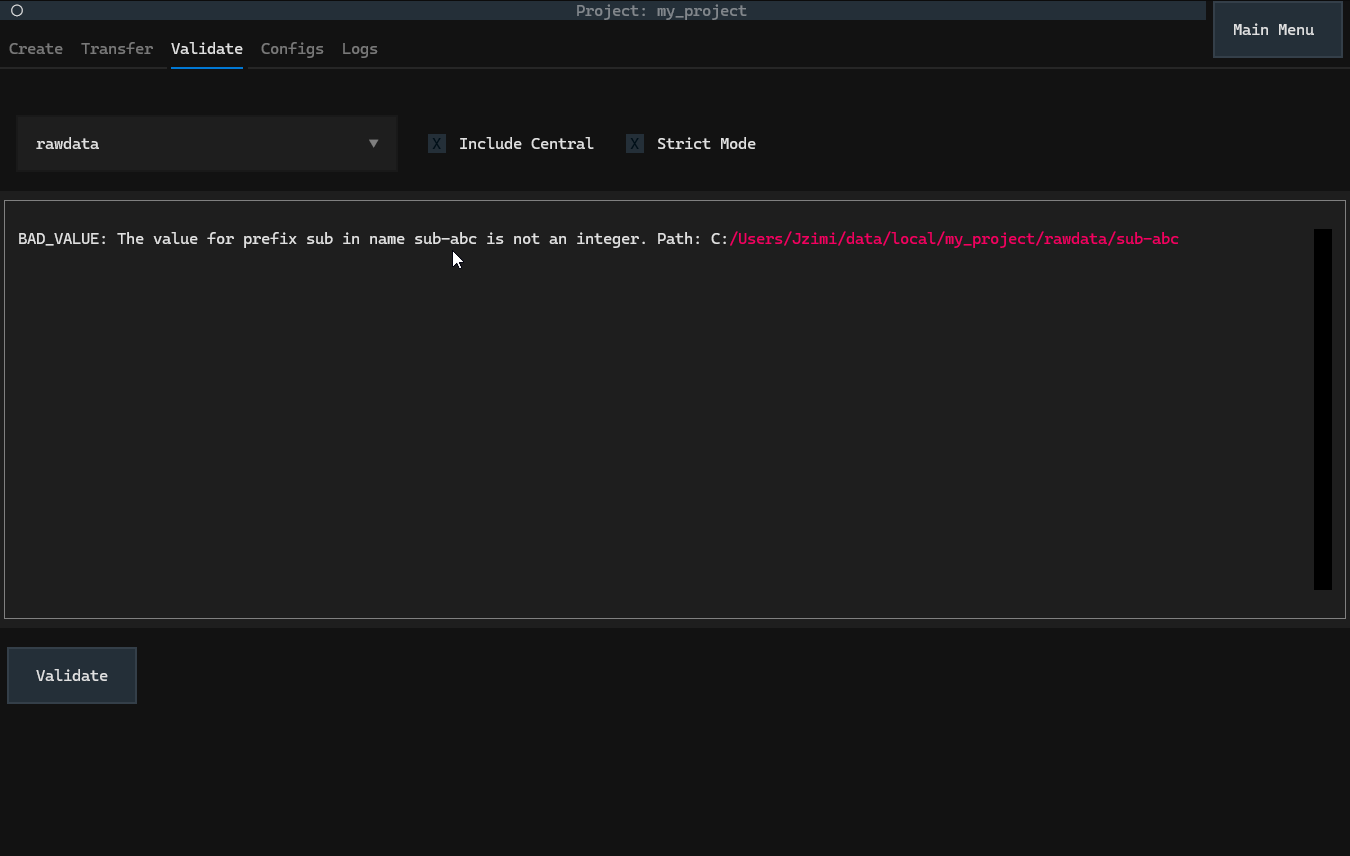 Project: my_project
Main Menu
Create Transfer Validate Configs Logs
rawdata ▼ X Include Central X Strict Mode
BAD_VALUE: The value for prefix sub in name sub-abc is not an integer. Path: C:/Users/Jzimi/data/local/my_project/rawdata/sub-abc
Validate